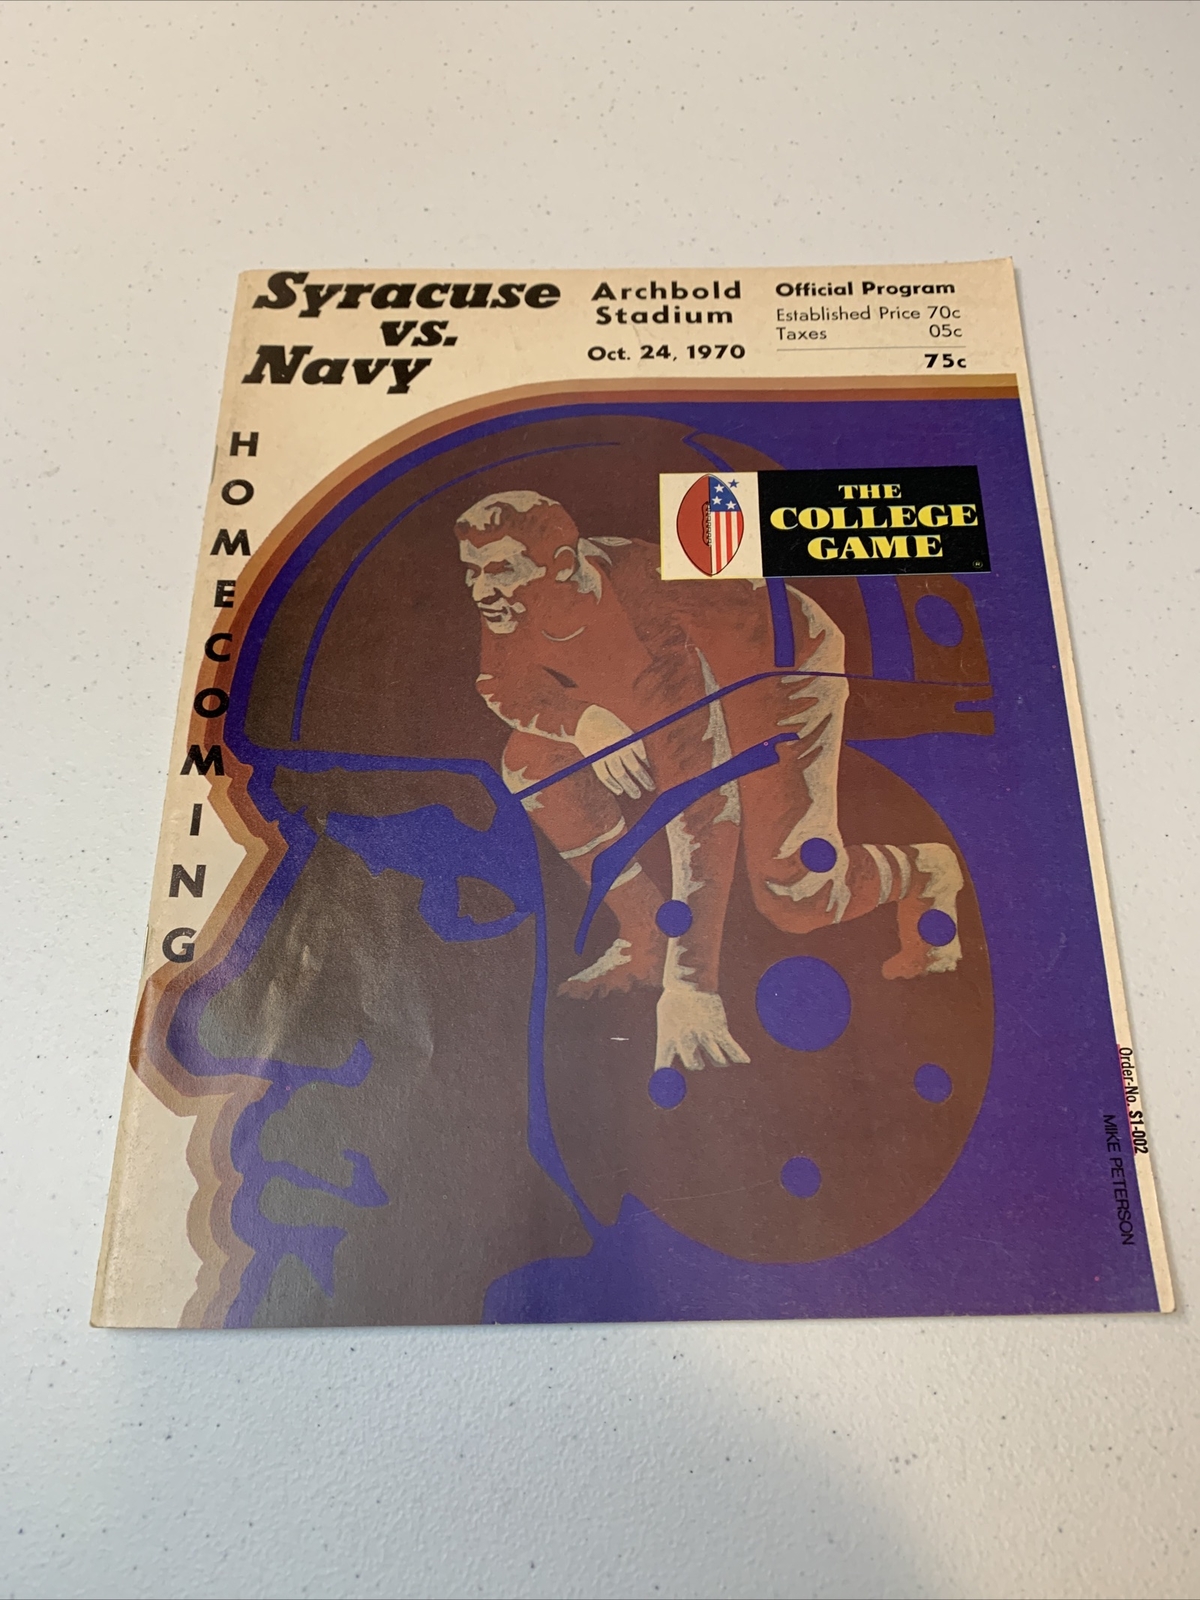 Syracuse
vs.
Navy
Archbold
Stadium
Oct. 24, 1970
Official Program
Established Price 70c
Taxes 05c
75c
HOMECOMING
THE
COLLEGE
GAME
®
Order-No. S1-002
MIKE PETERSON